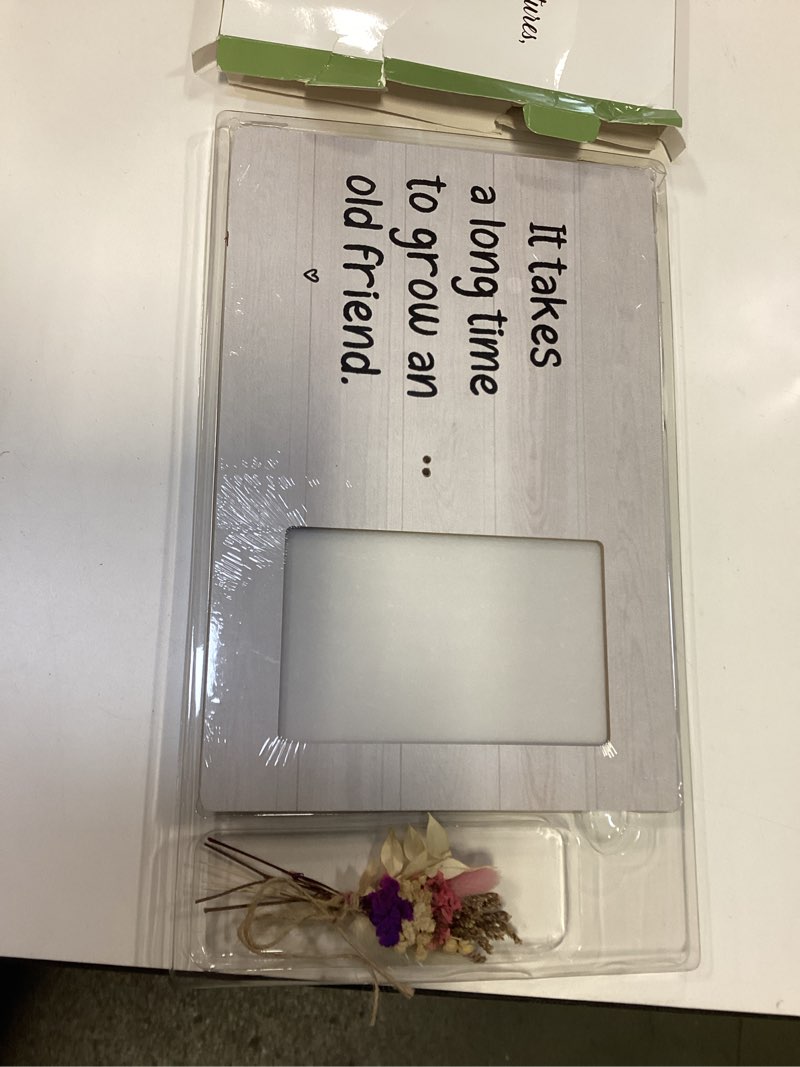 It takes
a long time
to grow an
old friend.